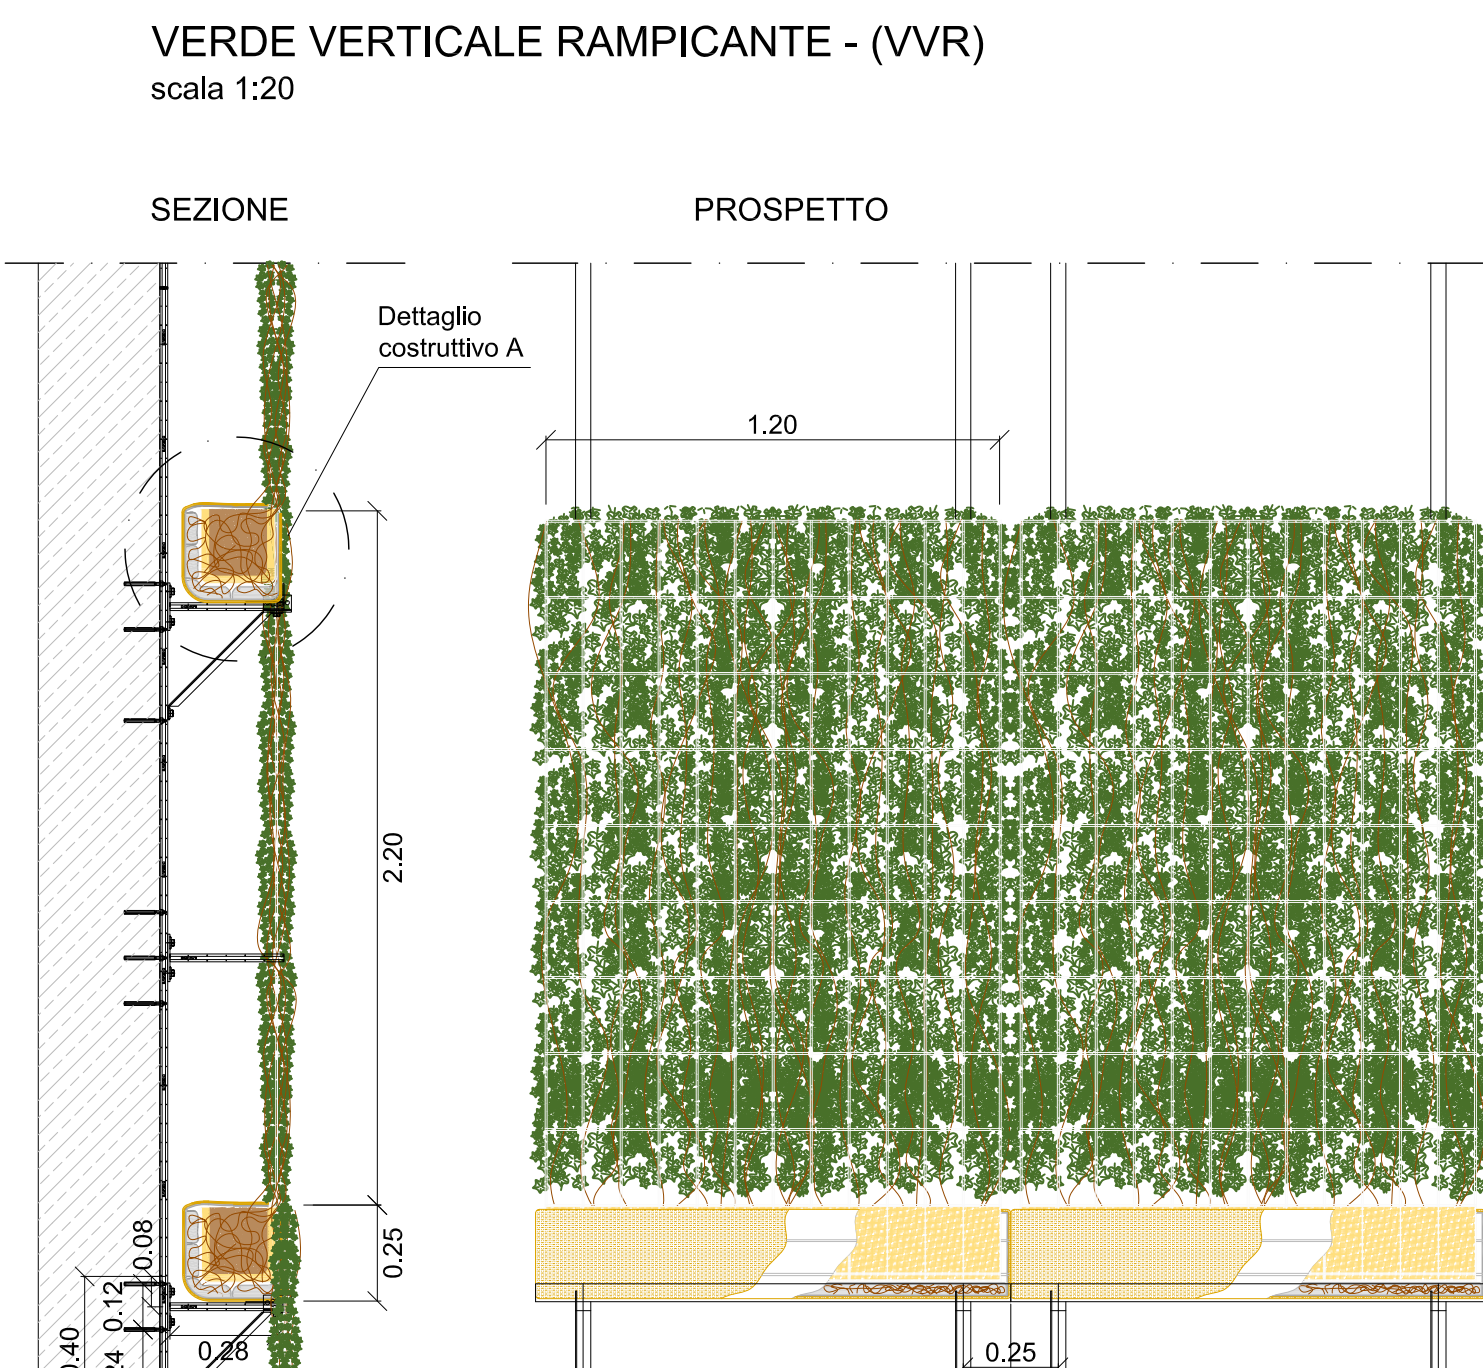 VERDE VERTICALE RAMPICANTE - (VVR)
scala 1:20
SEZIONE
PROSPETTO
Dettaglio
costruttivo A
1.20
2.20
0.25
0.08
0.12
0.28
0.25